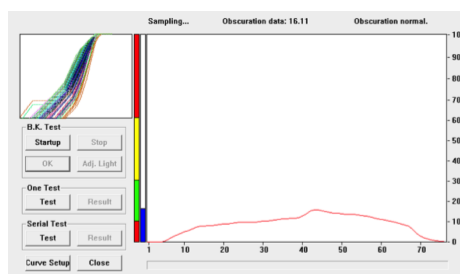 Sampling... Obscuration data: 16.11 Obscuration normal.
B.K. Test
Startup Stop
OK Adj. Light
One Test
Test Result
Serial Test
Test Result
Curve Setup Close
10
90
80
70
60
50
40
30
20
10
0
1 10 20 30 40 50 60 70